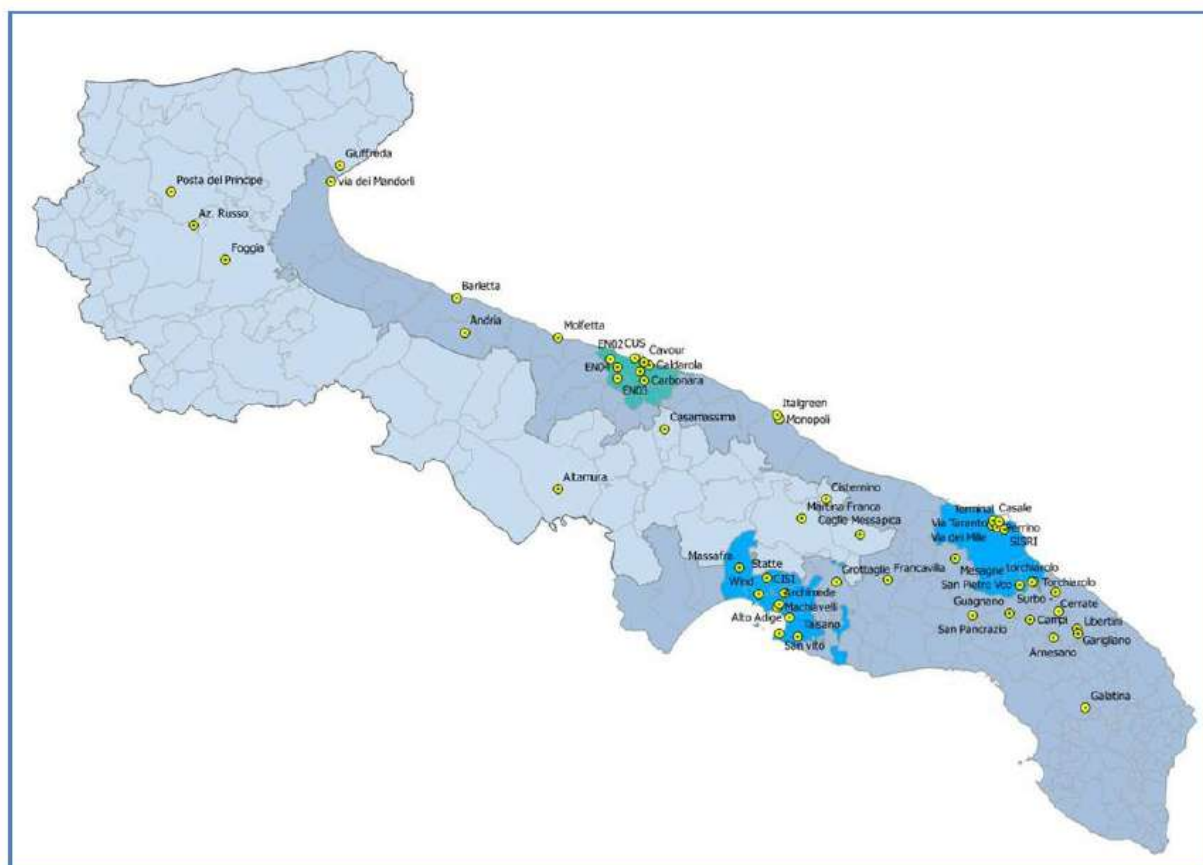 Giuffreda
via dei Mandorli
Posta del Principe
Az. Russo
Foggia
Barletta
Andria
Molfetta
EN02
CUS
Cavour
EN04
Caldarola
Carbonara
EN03
Casamassima
Italgreen
Monopoli
Altamura
Cisternino
Martina Franca
Ceglie Messapica
Terminal
Casale
Via Taranto
Perrino
Via dei Mille
SISRI
Massafra
Statte
CISI
Wind
Grottaglie
Francavilla
Mesagne
torchiarolo
Archimede
San Pietro Vco
Torchiarolo
Machiavelli
Guagnano
Surbo
Cerrate
Alto Adige
Talsano
San Pancrazio
Campi
Libertini
San Vito
Garigliano
Arnesano
Galatina